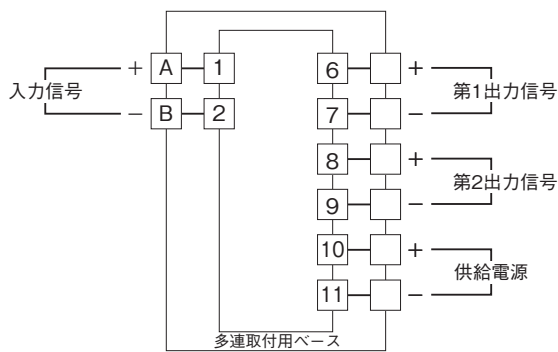 + A 1 6 +
入力信号 第1出力信号
− B 2 7 −
8 +
第2出力信号
9 −
10 +
供給電源
11 −
多連取付用ベース